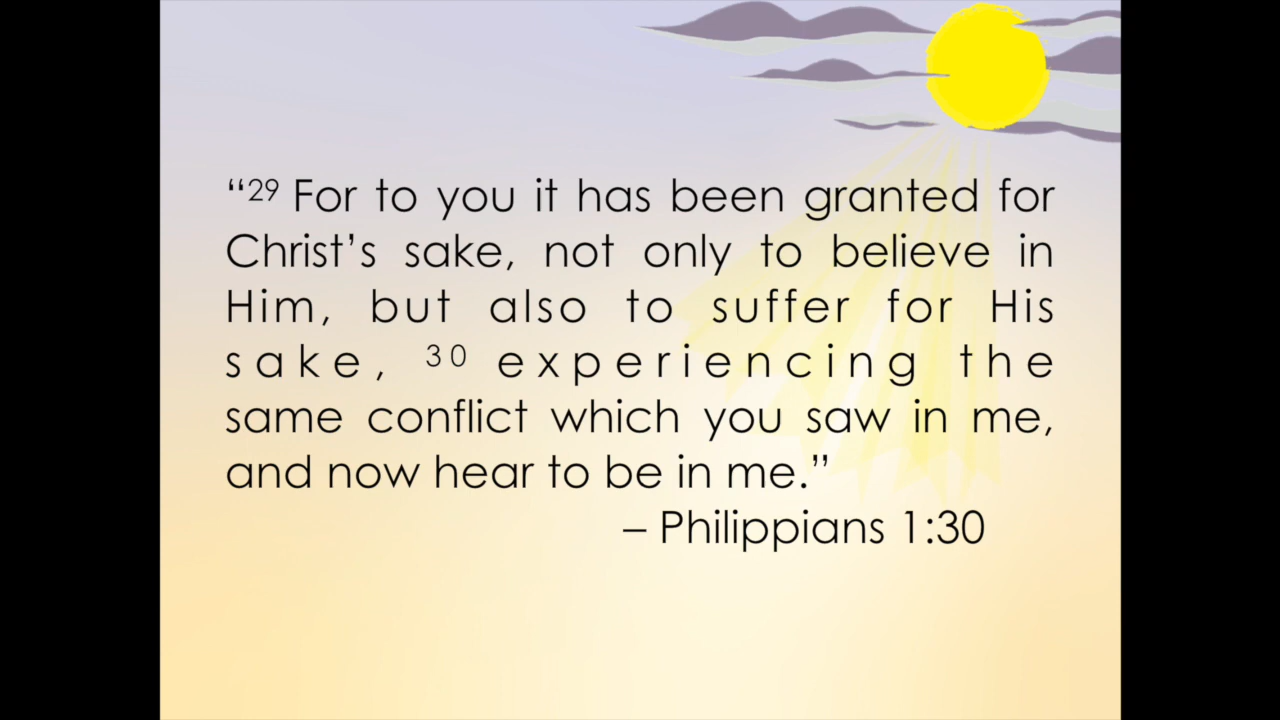 “29 For to you it has been granted for
Christ’s sake, not only to believe in
Him, but also to suffer for His
sake, 30 experiencing the
same conflict which you saw in me,
and now hear to be in me.”
– Philippians 1:30